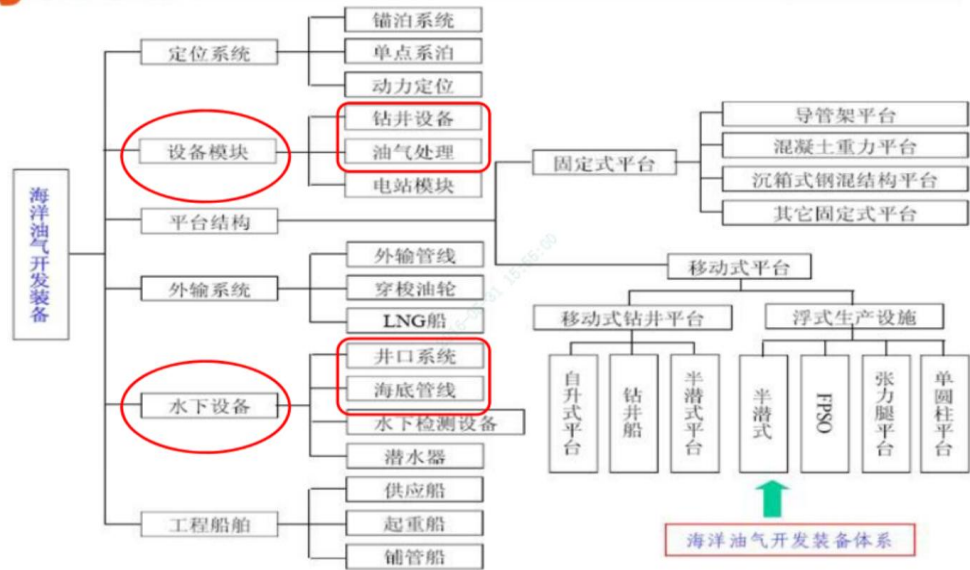 海洋油气开发装备
定位系统
锚泊系统
单点系泊
动力定位
设备模块
钻井设备
油气处理
电站模块
平台结构
固定式平台
导管架平台
混凝土重力平台
沉箱式钢混结构平台
其它固定式平台
移动式平台
移动式钻井平台
自升式平台
钻井船
半潜式平台
浮式生产设施
半潜式
FPSO
张力腿平台
单圆柱平台
外输系统
外输管线
穿梭油轮
LNG船
水下设备
井口系统
海底管线
水下检测设备
潜水器
工程船舶
供应船
起重船
铺管船
海洋油气开发装备体系